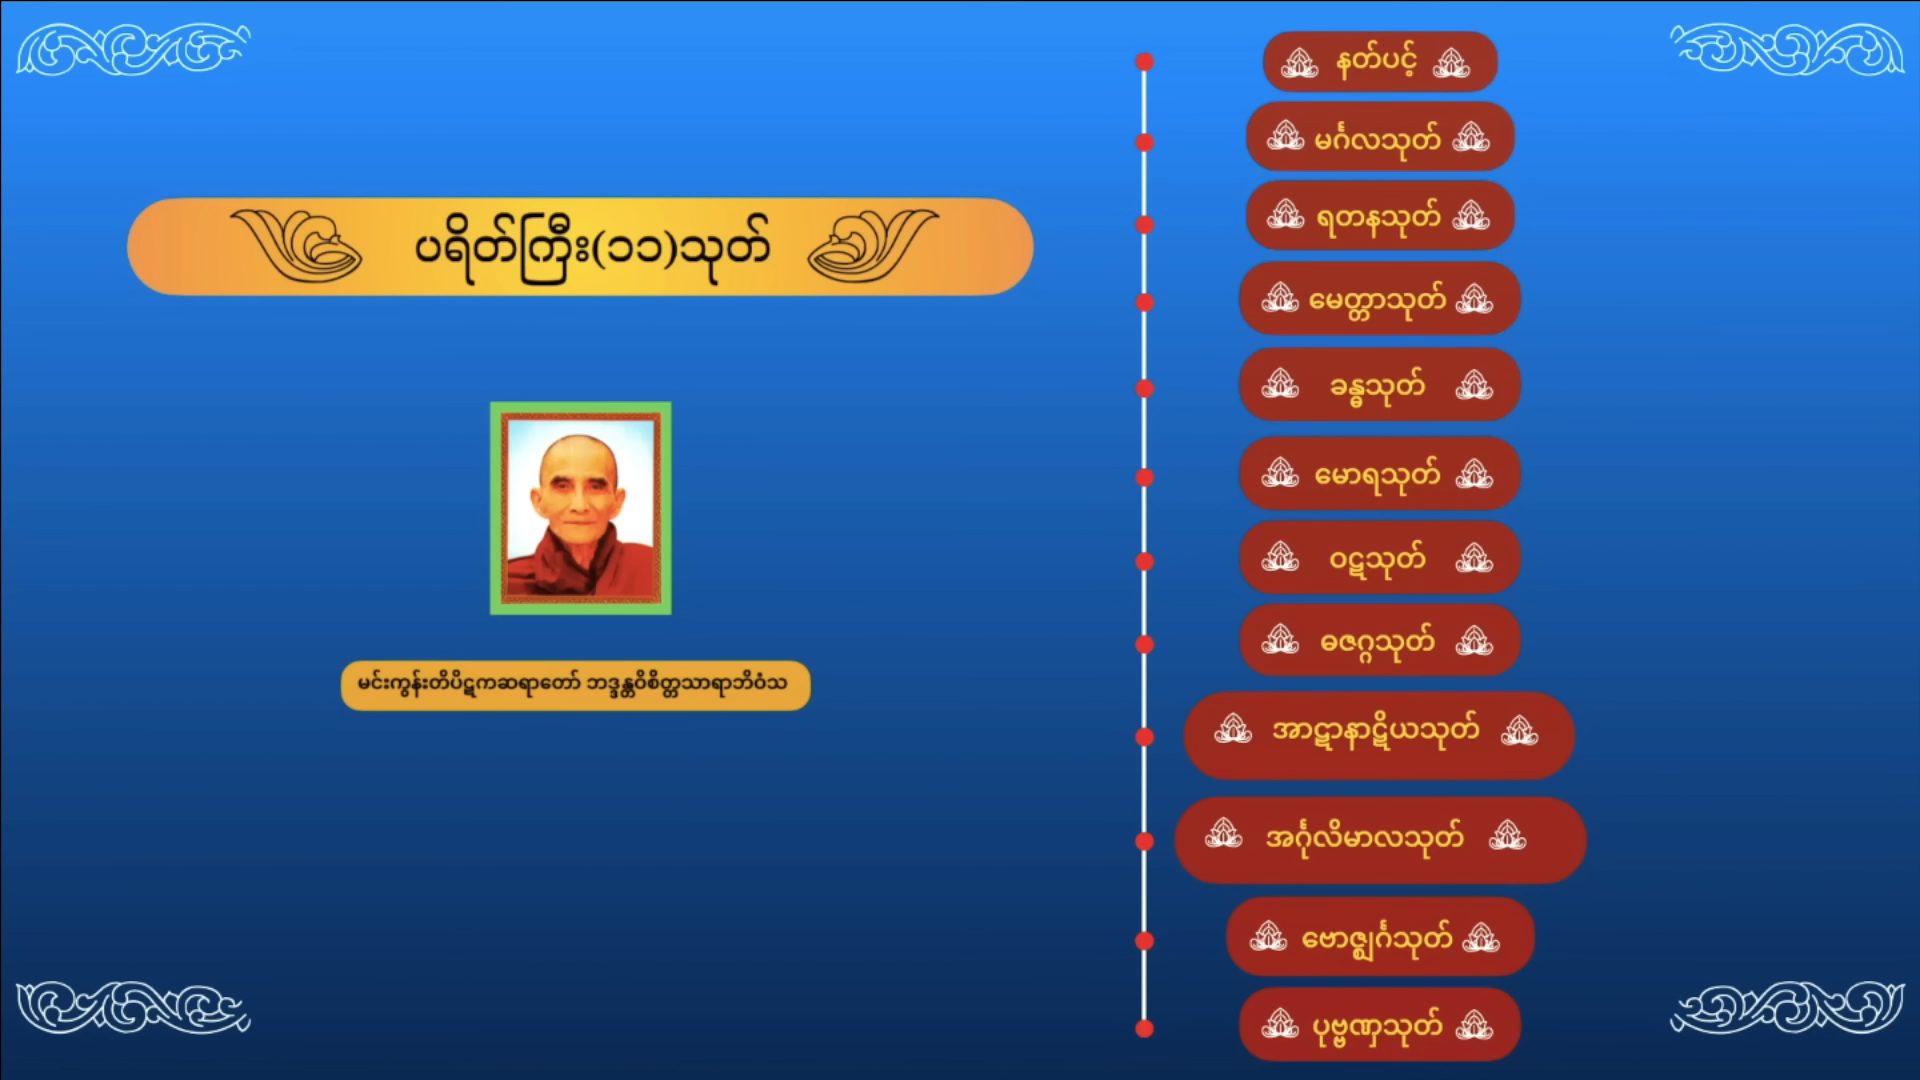 ပရိတ်ကြီး(၁၁)သုတ်
မင်းကွန်းတိပိဋကဆရာတော် ဘဒ္ဒန္တဝိစိတ္တသာရာဘိဝံသ
နတ်ပင့်
မင်္ဂလသုတ်
ရတနသုတ်
မေတ္တာသုတ်
ခန္ဓသုတ်
မောရသုတ်
ဝဋ္ဋသုတ်
ဓဇဂ္ဂသုတ်
အာဋာနာဋိယသုတ်
အင်္ဂုလိမာလသုတ်
ဗောဇ္ဈင်္ဂသုတ်
ပုဗ္ဗဏှသုတ်